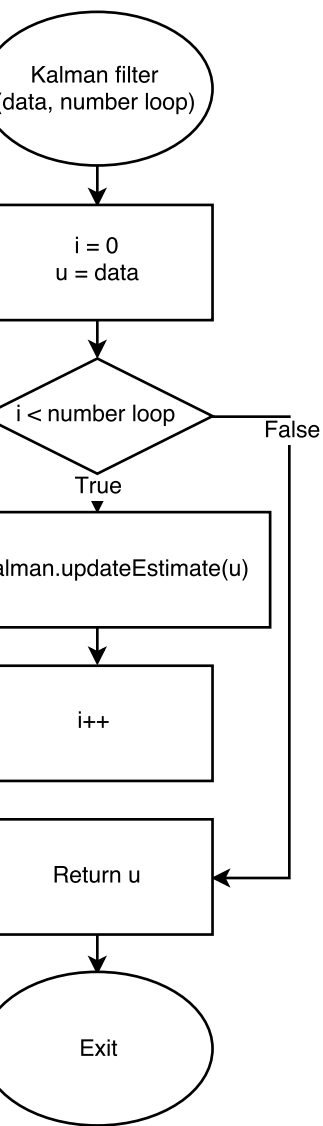 Kalman filter
(data, number loop)
i = 0
u = data
i < number loop
False
True
alman.updateEstimate(u)
i++
Return u
Exit